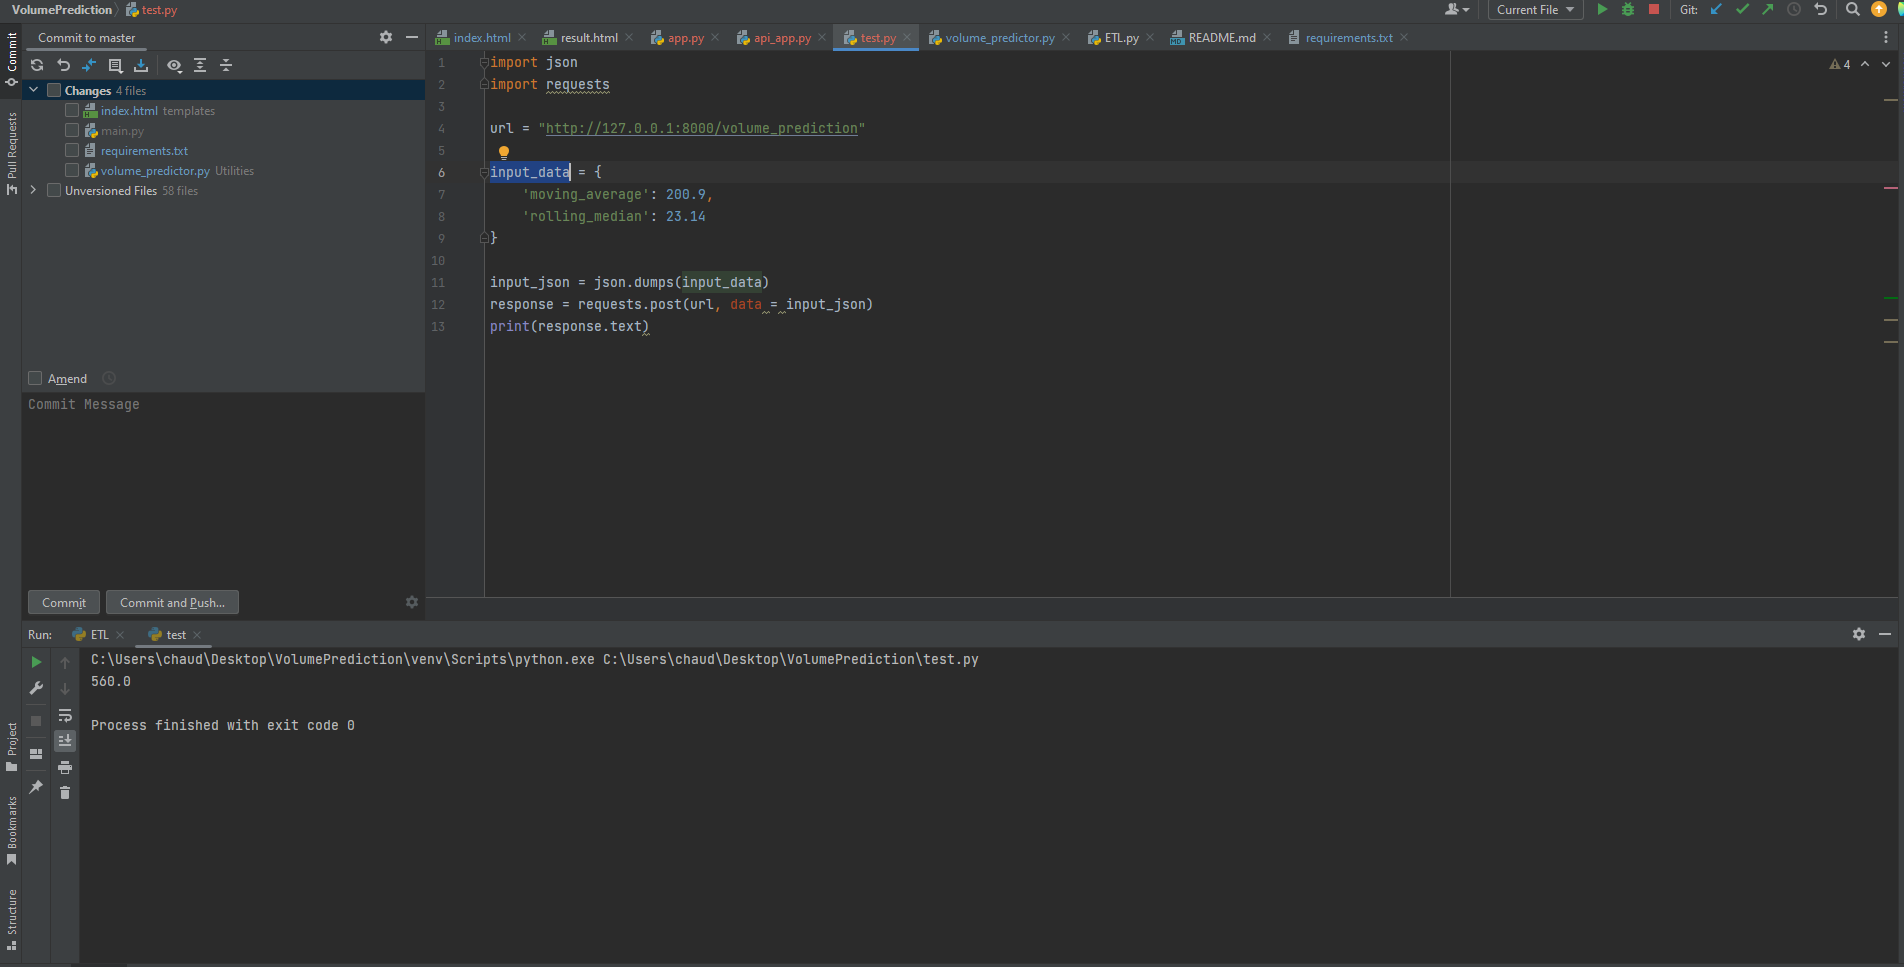 VolumePrediction test.py
Current File Git:
Commit to master
index.html result.html app.py api_app.py test.py volume_predictor.py ETL.py README.md requirements.txt
Commit
Pull Requests
Changes 4 files
index.html templates
main.py
requirements.txt
volume_predictor.py Utilities
Unversioned Files 58 files
4
1 import json
2 import requests
3
4 url = "http://127.0.0.1:8000/volume_prediction"
5
6 input_data = {
7 'moving_average': 200.9,
8 'rolling_median': 23.14
9 }
10
11 input_json = json.dumps(input_data)
12 response = requests.post(url, data = input_json)
13 print(response.text)
Amend
Commit Message
Commit Commit and Push...
Run: ETL test
C:\Users\chaud\Desktop\VolumePrediction\venv\Scripts\python.exe C:\Users\chaud\Desktop\VolumePrediction\test.py
560.0
Process finished with exit code 0
Project
Bookmarks
Structure